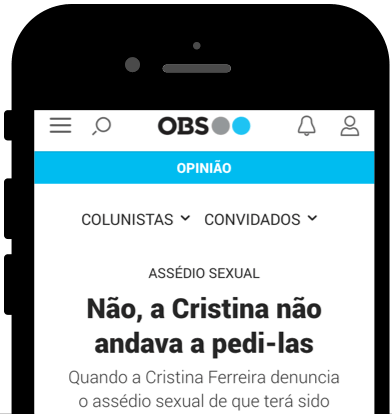 OBS
OPINIÃO
COLUNISTAS CONVIDADOS
ASSÉDIO SEXUAL
Não, a Cristina não
andava a pedi-las
Quando a Cristina Ferreira denuncia
o assédio sexual de que terá sido